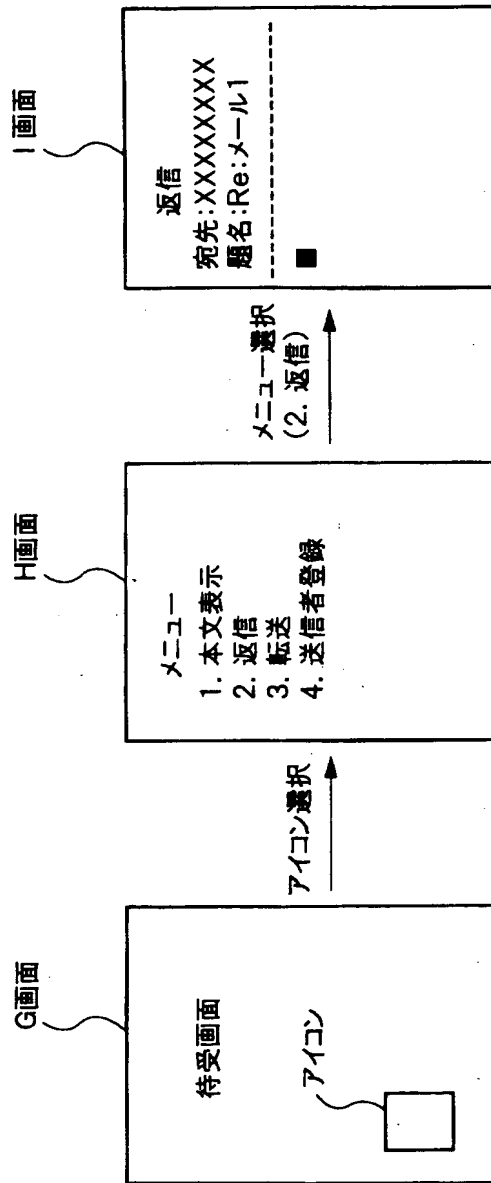 G画面
待受画面
アイコン
アイコン選択
H画面
メニュー
1. 本文表示
2. 返信
3. 転送
4. 送信者登録
メニュー選択
(2. 返信)
I画面
返信
宛先:XXXXXXXXX
題名:Re:メール1